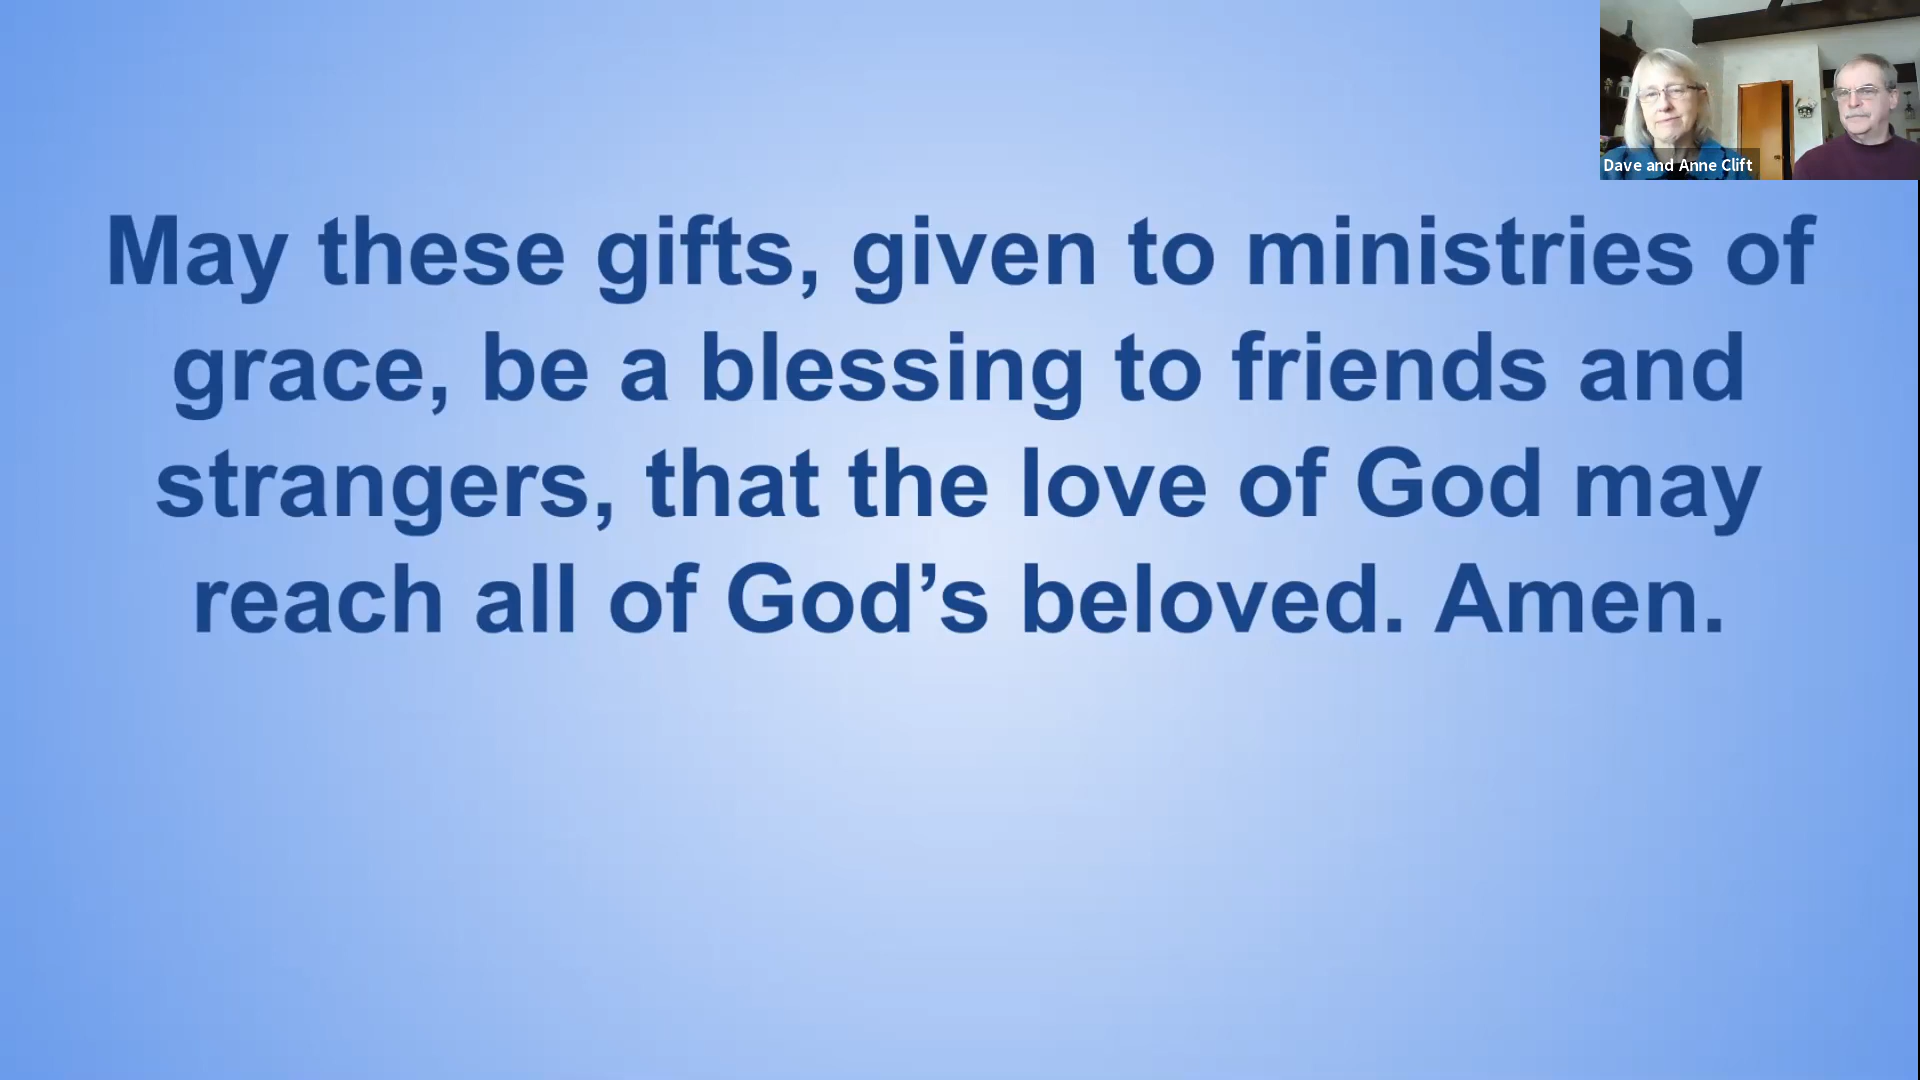 Dave and Anne Clift
May these gifts, given to ministries of
grace, be a blessing to friends and
strangers, that the love of God may
reach all of God’s beloved. Amen.